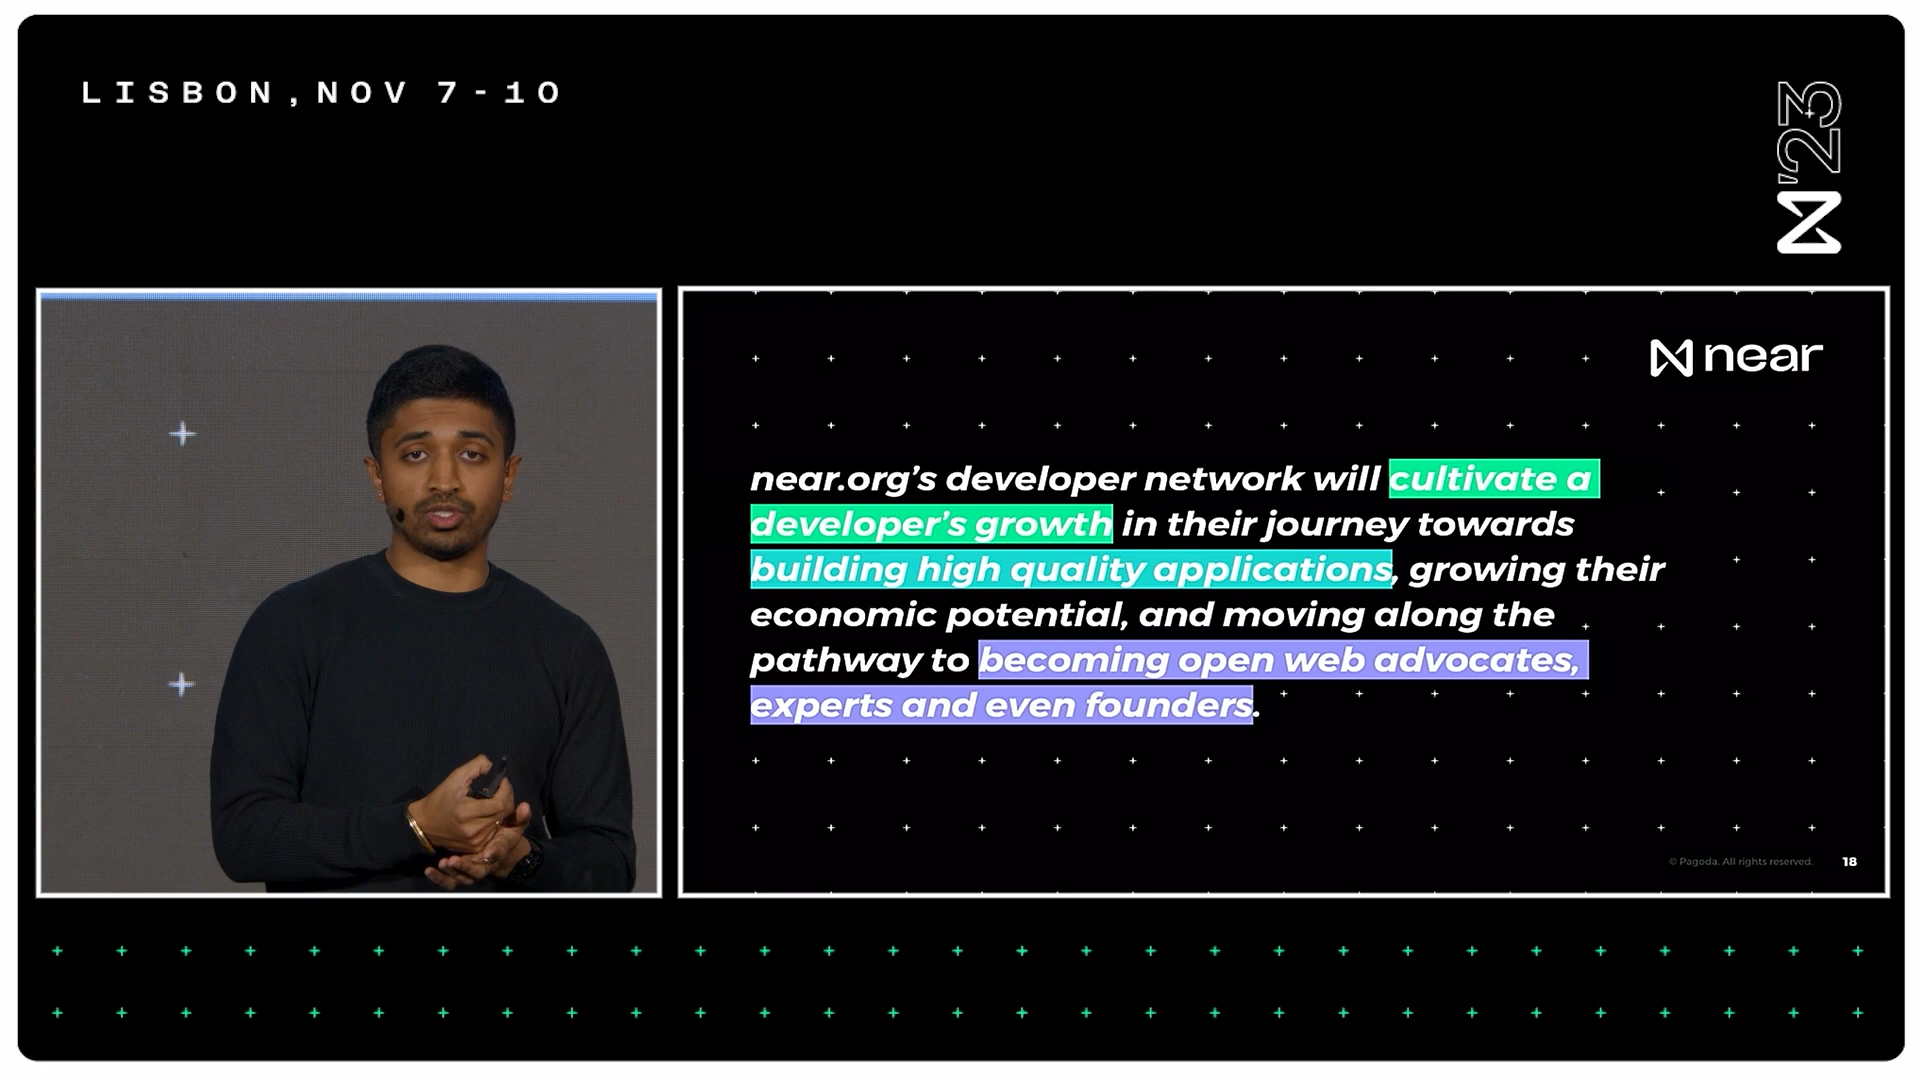 LISBON, NOV 7-10
'23
near
near.org's developer network will cultivate a
developer's growth in their journey towards
building high quality applications, growing their
economic potential, and moving along the
pathway to becoming open web advocates,
experts and even founders.
© Pagoda. All rights reserved.
18